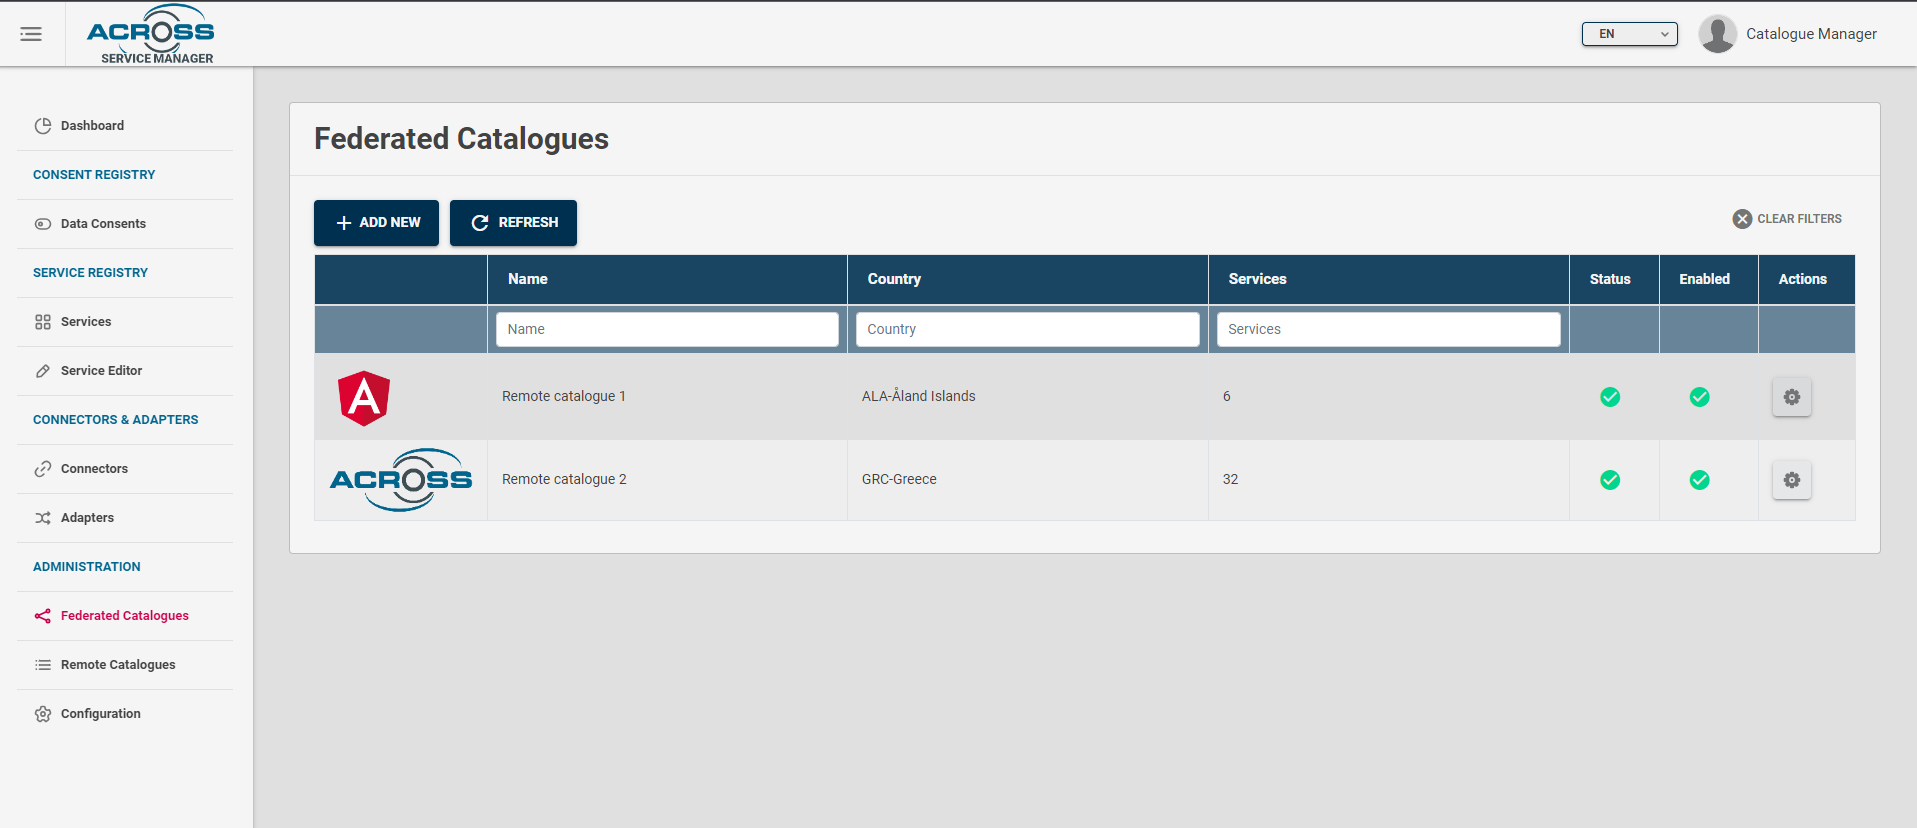 ACROSS
SERVICE MANAGER
EN
Catalogue Manager
Dashboard
CONSENT REGISTRY
Data Consents
SERVICE REGISTRY
Services
Service Editor
CONNECTORS & ADAPTERS
Connectors
Adapters
ADMINISTRATION
Federated Catalogues
Remote Catalogues
Configuration
Federated Catalogues
ADD NEW REFRESH CLEAR FILTERS
Name Country Services Status Enabled Actions
Name Country Services
A Remote catalogue 1 ALA-Åland Islands 6
ACROSS Remote catalogue 2 GRC-Greece 32